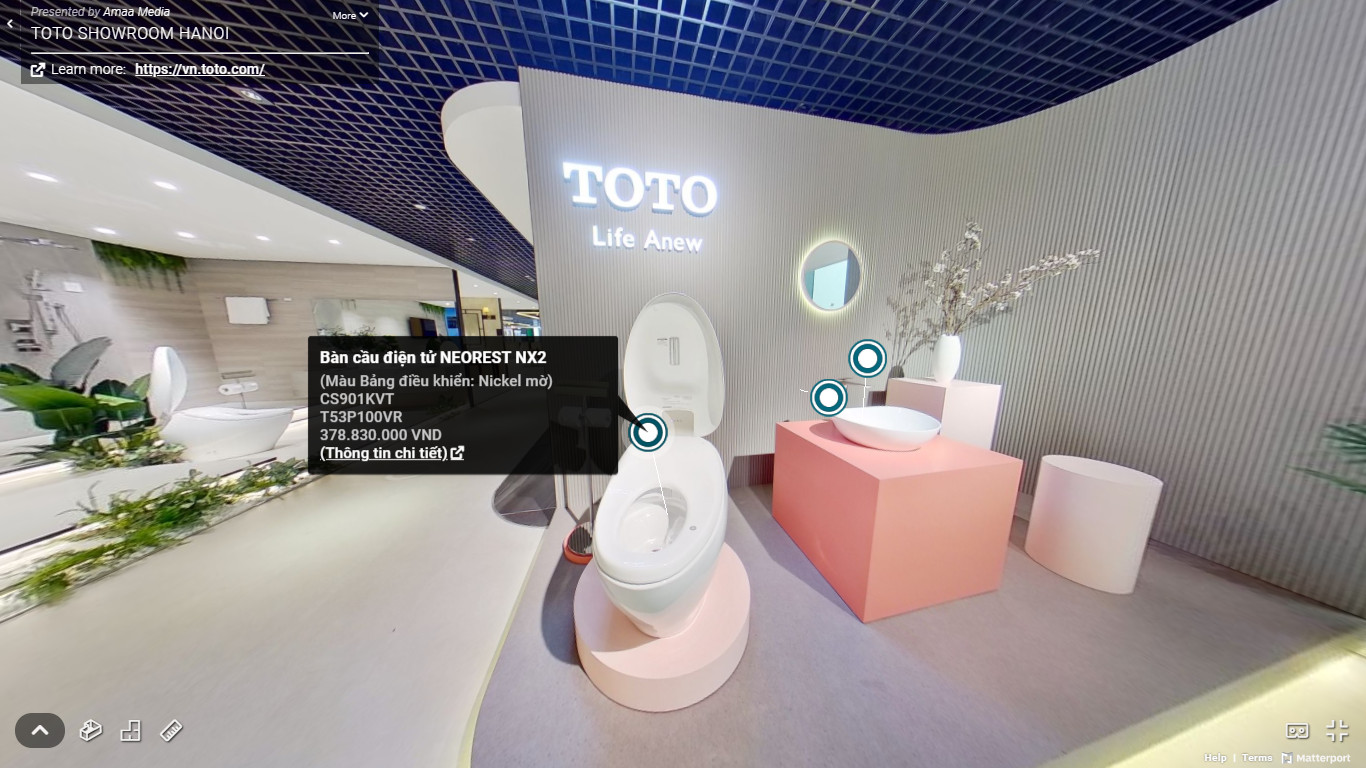 Presented by Amaa Media
More
TOTO SHOWROOM HANOI
Learn more: https://vn.toto.com/
TOTO
Life Anew
Bàn cầu điện tử NEOREST NX2
(Màu Bảng điều khiển: Nickel mờ)
CS901KVT
T53P100VR
378.830.000 VND
(Thông tin chi tiết)
Help | Terms Matterport